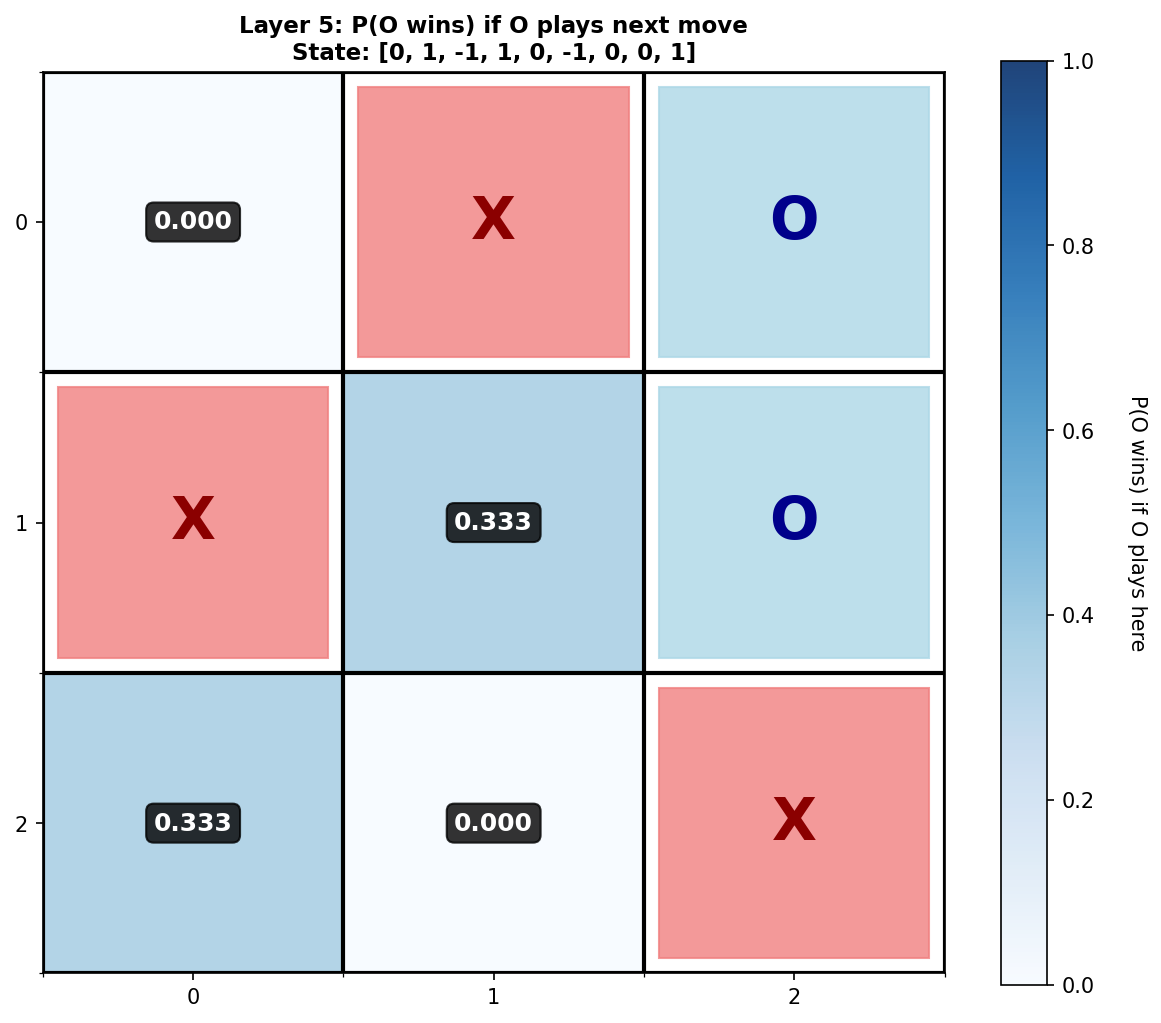 Layer 5: P(O wins) if O plays next move
State: [0, 1, -1, 1, 0, -1, 0, 0, 1]
0
0.000
X
O
1
X
0.333
O
2
0.333
0.000
X
0
1
2
1.0
0.8
0.6
0.4
0.2
0.0
P(O wins) if O plays here